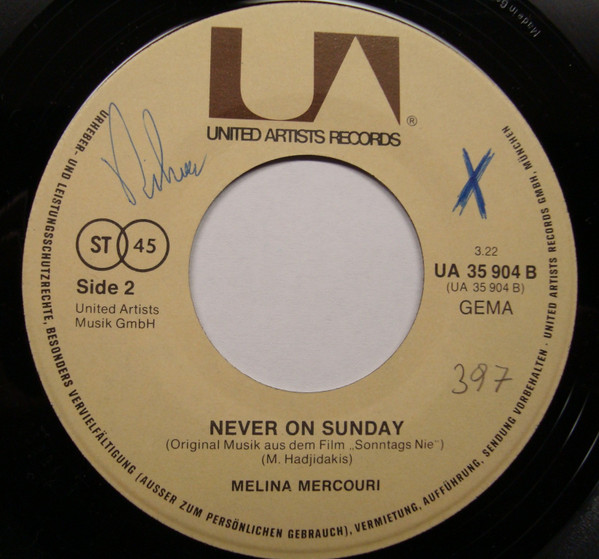 UA
UNITED ARTISTS RECORDS
®
X
ST 45
Side 2
United Artists
Musik GmbH
3.22
UA 35 904 B
(UA 35 904 B)
GEMA
397
NEVER ON SUNDAY
(Original Musik aus dem Film „Sonntags Nie")
(M. Hadjidakis)
MELINA MERCOURI
URHEBER- UND LEISTUNGSSCHUTZRECHTE, BESONDERS VERVIELFÄLTIGUNG (AUSSER ZUM PERSÖNLICHEN GEBRAUCH), VERMIETUNG, AUFFÜHRUNG, SENDUNG VORBEHALTEN · UNITED ARTISTS RECORDS GMBH, MÜNCHEN
Made in